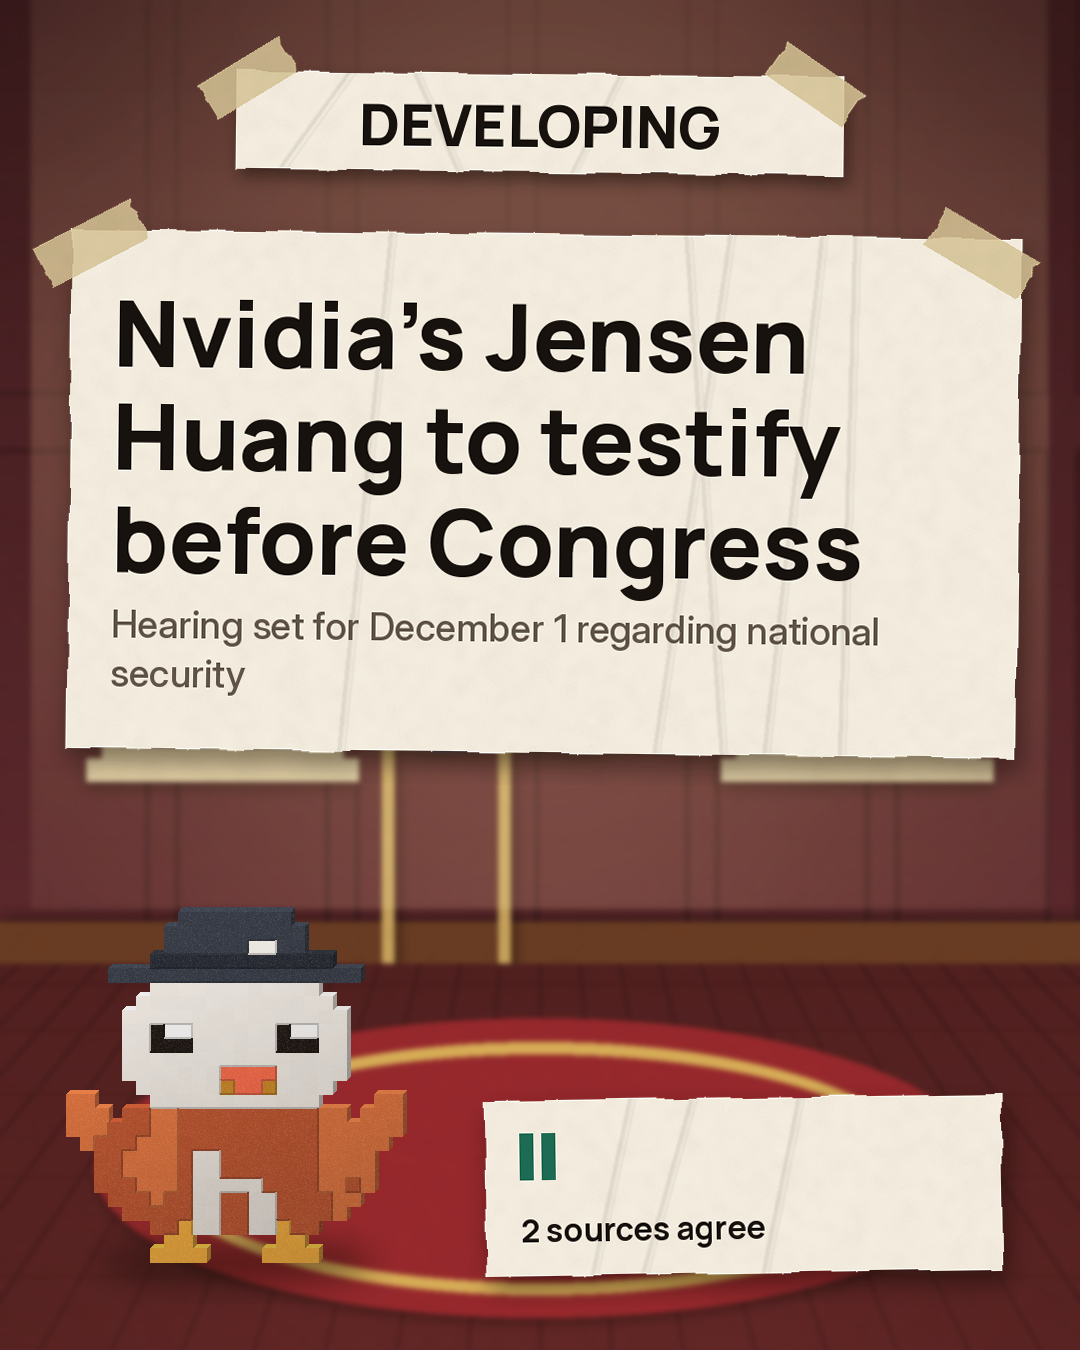 DEVELOPING
Nvidia’s Jensen
Huang to testify
before Congress
Hearing set for December 1 regarding national
security
2 sources agree